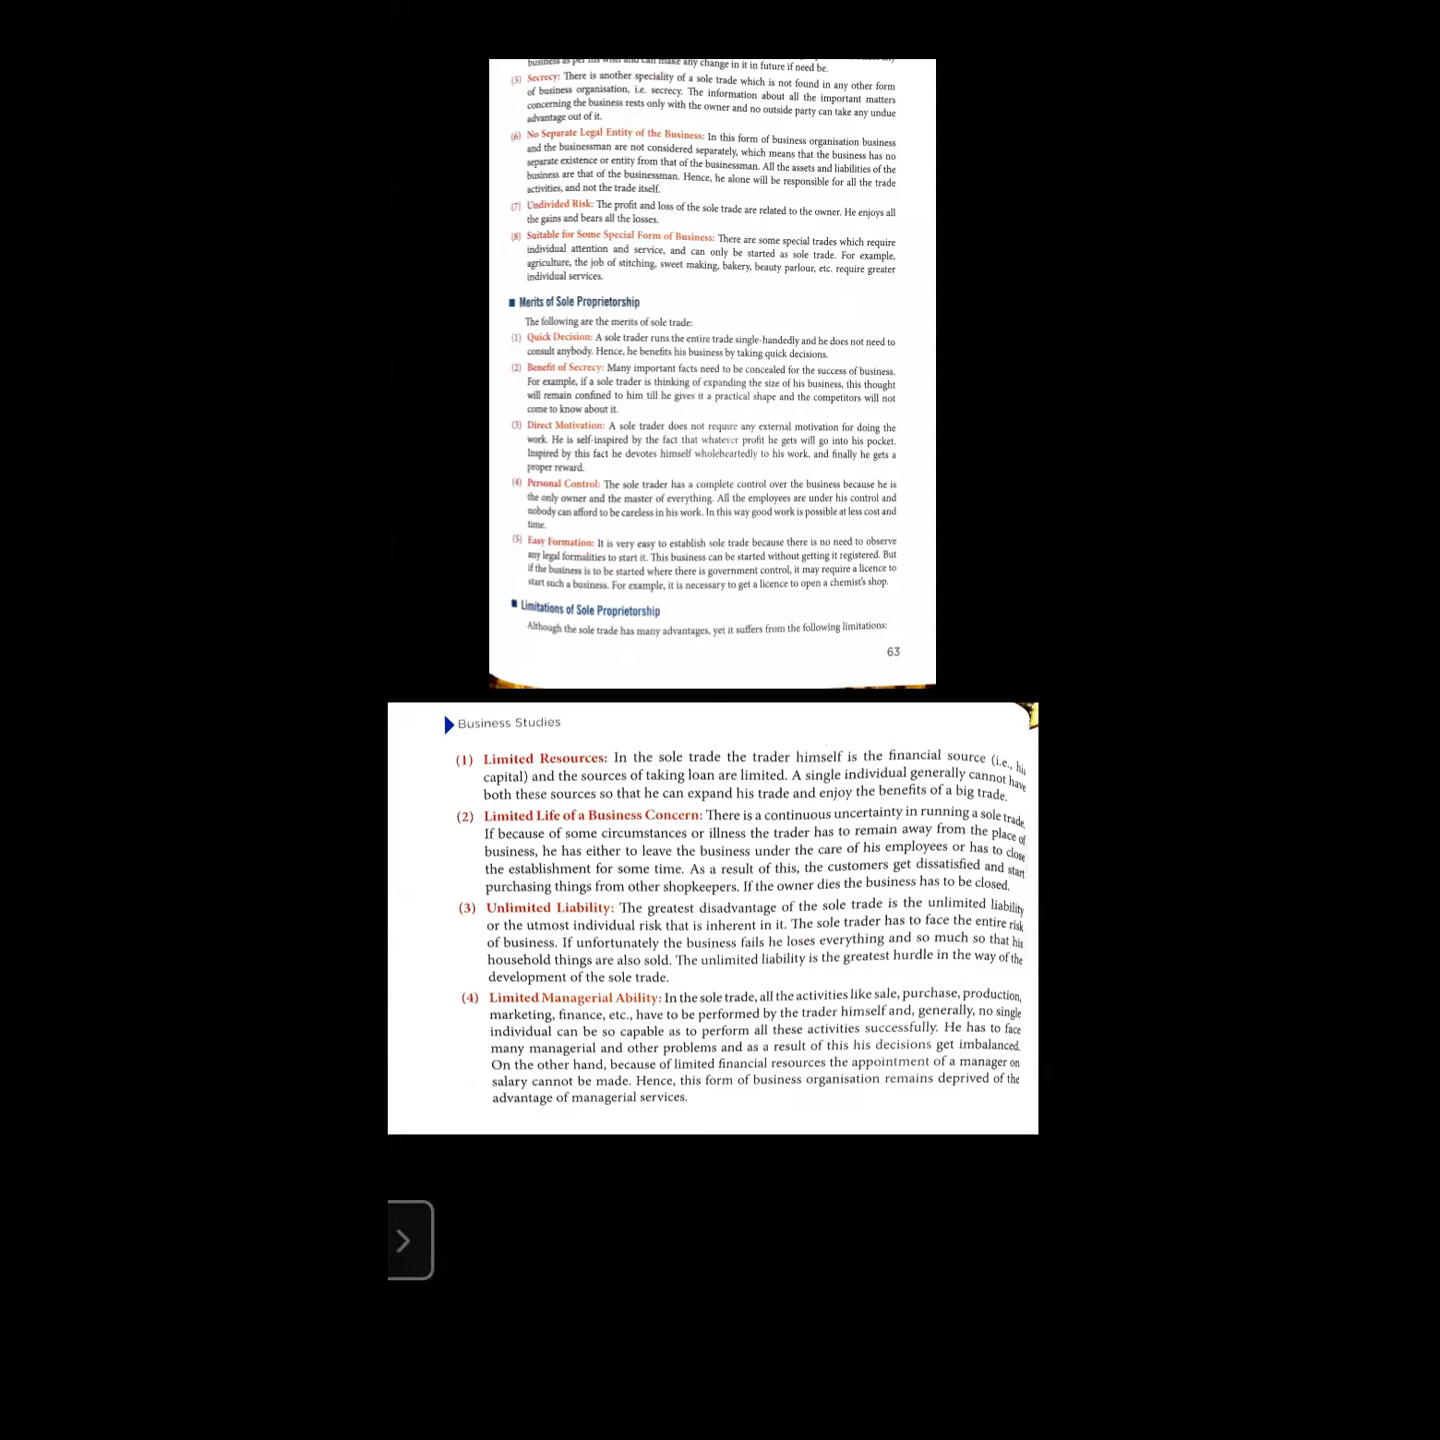 business as per his wish and can make any change in it in future if need be.
(5) Secrecy: There is another speciality of a sole trade which is not found in any other form
of business organisation, i.e. secrecy. The information about all the important matters
concerning the business rests only with the owner and no outside party can take any undue
advantage out of it.
(6) No Separate Legal Entity of the Business: In this form of business organisation business
and the businessman are not considered separately, which means that the business has no
separate existence or entity from that of the businessman. All the assets and liabilities of the
business are that of the businessman. Hence, he alone will be responsible for all the trade
activities, and not the trade itself.
(7) Undivided Risk: The profit and loss of the sole trade are related to the owner. He enjoys all
the gains and bears all the losses.
(8) Suitable for Some Special Form of Business: There are some special trades which require
individual attention and service, and can only be started as sole trade. For example,
agriculture, the job of stitching, sweet making, bakery, beauty parlour, etc. require greater
individual services.
■ Merits of Sole Proprietorship
The following are the merits of sole trade:
(1) Quick Decision: A sole trader runs the entire trade single-handedly and he does not need to
consult anybody. Hence, he benefits his business by taking quick decisions.
(2) Benefit of Secrecy: Many important facts need to be concealed for the success of business.
For example, if a sole trader is thinking of expanding the size of his business, this thought
will remain confined to him till he gives it a practical shape and the competitors will not
come to know about it.
(3) Direct Motivation: A sole trader does not require any external motivation for doing the
work. He is self-inspired by the fact that whatever profit he gets will go into his pocket.
Inspired by this fact he devotes himself wholeheartedly to his work, and finally he gets a
proper reward.
(4) Personal Control: The sole trader has a complete control over the business because he is
the only owner and the master of everything. All the employees are under his control and
nobody can afford to be careless in his work. In this way good work is possible at less cost and
time.
(5) Easy Formation: It is very easy to establish sole trade because there is no need to observe
any legal formalities to start it. This business can be started without getting it registered. But
if the business is to be started where there is government control, it may require a licence to
start such a business. For example, it is necessary to get a licence to open a chemist's shop.
■ Limitations of Sole Proprietorship
Although the sole trade has many advantages, yet it suffers from the following limitations:
63
Business Studies
(1) Limited Resources: In the sole trade the trader himself is the financial source (i.e., his
capital) and the sources of taking loan are limited. A single individual generally cannot have
both these sources so that he can expand his trade and enjoy the benefits of a big trade.
(2) Limited Life of a Business Concern: There is a continuous uncertainty in running a sole trade.
If because of some circumstances or illness the trader has to remain away from the place of
business, he has either to leave the business under the care of his employees or has to close
the establishment for some time. As a result of this, the customers get dissatisfied and start
purchasing things from other shopkeepers. If the owner dies the business has to be closed.
(3) Unlimited Liability: The greatest disadvantage of the sole trade is the unlimited liability
or the utmost individual risk that is inherent in it. The sole trader has to face the entire risk
of business. If unfortunately the business fails he loses everything and so much so that his
household things are also sold. The unlimited liability is the greatest hurdle in the way of the
development of the sole trade.
(4) Limited Managerial Ability: In the sole trade, all the activities like sale, purchase, production,
marketing, finance, etc., have to be performed by the trader himself and, generally, no single
individual can be so capable as to perform all these activities successfully. He has to face
many managerial and other problems and as a result of this his decisions get imbalanced.
On the other hand, because of limited financial resources the appointment of a manager on
salary cannot be made. Hence, this form of business organisation remains deprived of the
advantage of managerial services.